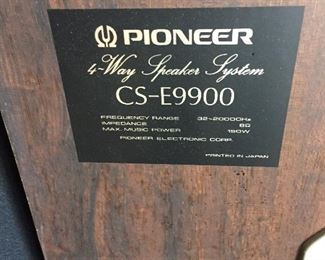 PIONEER
4-Way Speaker System
CS-E9900
FREQUENCY RANGE 32~20000Hz
IMPEDANCE 8Ω
MAX. MUSIC POWER 150W
PIONEER ELECTRONIC CORP.
PRINTED IN JAPAN